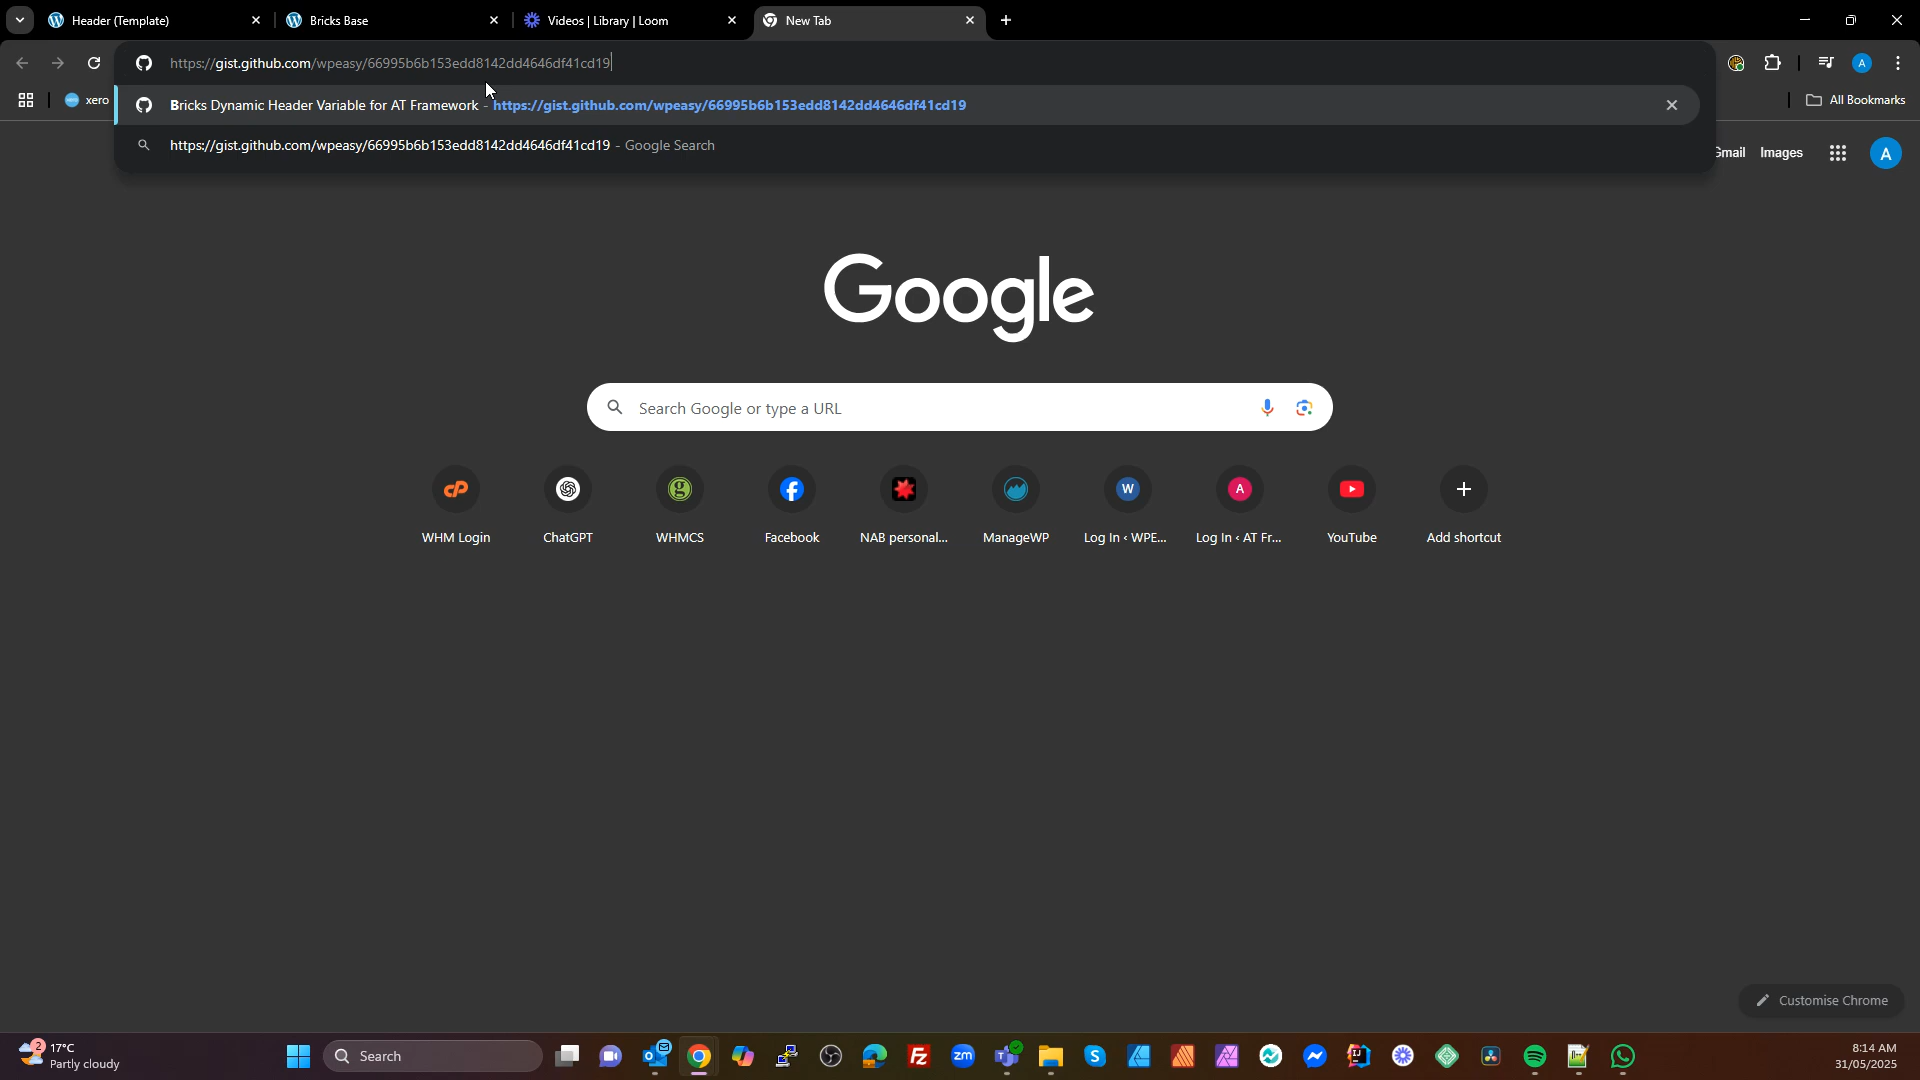 Header (Template)
Bricks Base
Videos | Library | Loom
New Tab
https://gist.github.com/wpeasy/66995b6b153edd8142dd4646df41cd19
A
xero
Bricks Dynamic Header Variable for AT Framework - https://gist.github.com/wpeasy/66995b6b153edd8142dd4646df41cd19
All Bookmarks
https://gist.github.com/wpeasy/66995b6b153edd8142dd4646df41cd19 - Google Search
Gmail
Images
A
Google
Search Google or type a URL
WHM Login
ChatGPT
WHMCS
Facebook
NAB personal...
ManageWP
W
Log In ‹ WPE...
A
Log In ‹ AT Fr...
YouTube
Add shortcut
Customise Chrome
2
17°C
Partly cloudy
Search
zm
8:14 AM
31/05/2025